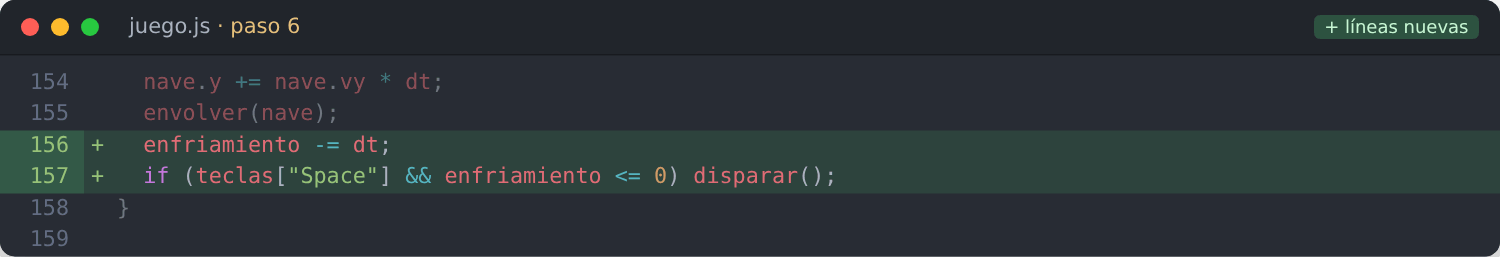 juego.js · paso 6
+ líneas nuevas
154 nave.y += nave.vy * dt;
155 envolver(nave);
156 + enfriamiento -= dt;
157 + if (teclas["Space"] && enfriamiento <= 0) disparar();
158 }
159